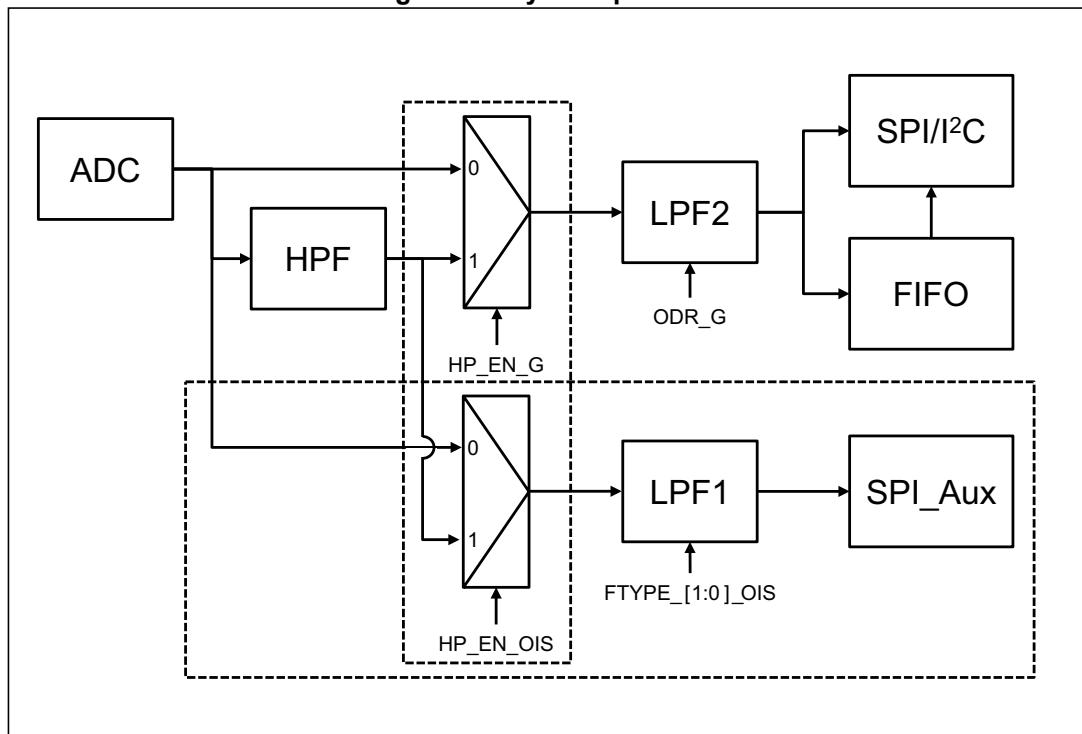 ADC
HPF
0
1
HP_EN_G
LPF2
ODR_G
SPI/I²C
FIFO
0
1
HP_EN_OIS
LPF1
FTYPE_[1:0]_OIS
SPI_Aux